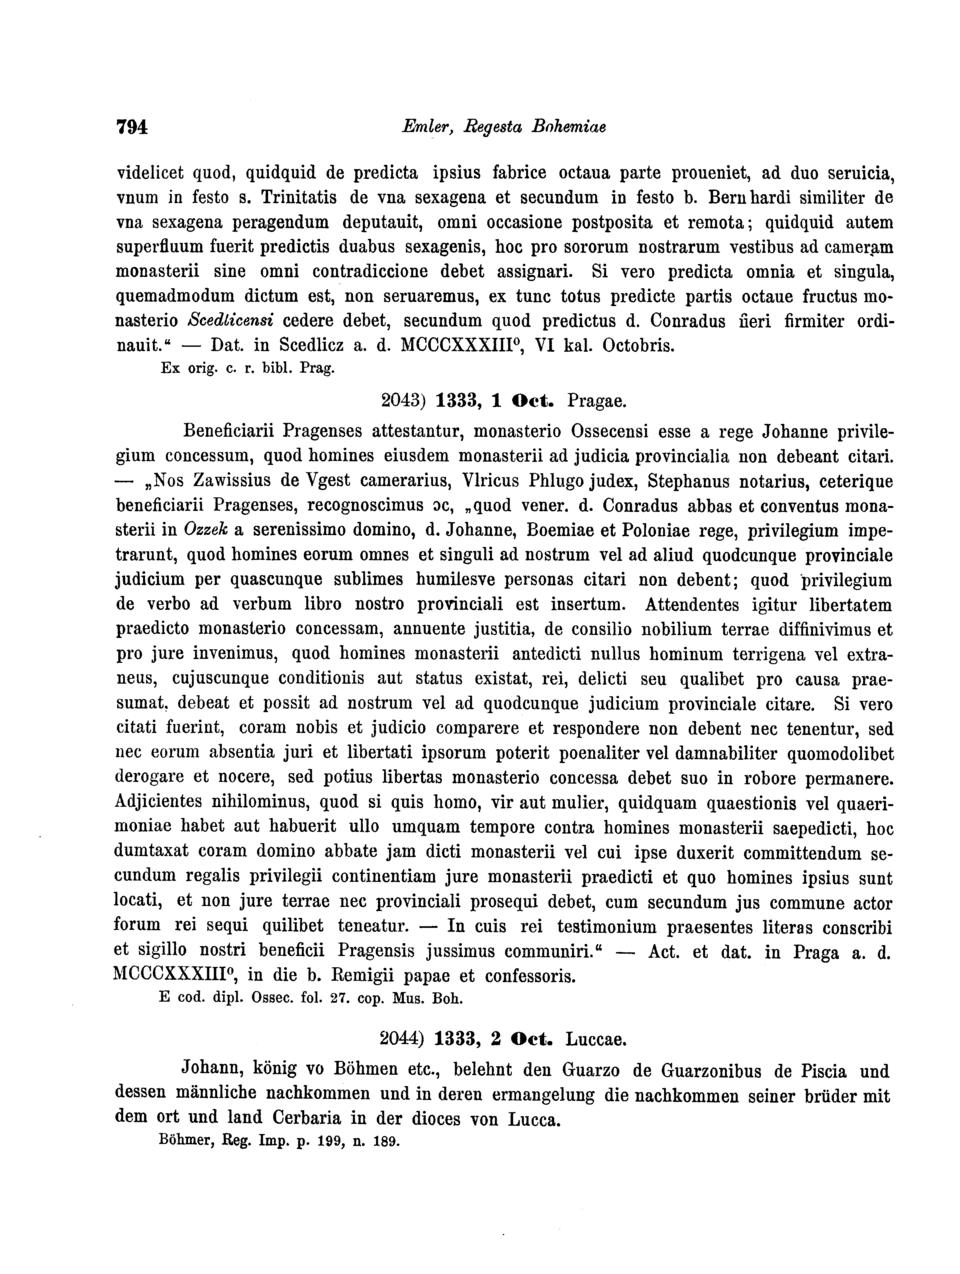 794 Emler, Regesta Bohemiae
videlicet quod, quidquid de predicta ipsius fabrice octaua parte proueniet, ad duo seruicia,
vnum in festo s. Trinitatis de vna sexagena et secundum in festo b. Bernhardi similiter de
vna sexagena peragendum deputauit, omni occasione postposita et remota; quidquid autem
superfluum fuerit predictis duabus sexagenis, hoc pro sororum nostrarum vestibus ad cameram
monasterii sine omni contradiccione debet assignari. Si vero predicta omnia et singula,
quemadmodum dictum est, non seruaremus, ex tunc totus predicte partis octaue fructus mo-
nasterio Scedlicensi cedere debet, secundum quod predictus d. Conradus fieri firmiter ordi-
nauit.“ — Dat. in Scedlicz a. d. MCCCXXXIII⁰, VI kal. Octobris.
Ex orig. c. r. bibl. Prag.
2043) 1333, 1 Oct. Pragae.
Beneficiarii Pragenses attestantur, monasterio Ossecensi esse a rege Johanne privile-
gium concessum, quod homines eiusdem monasterii ad judicia provincialia non debeant citari.
— „Nos Zawissius de Vgest camerarius, Vlricus Phlugo judex, Stephanus notarius, ceterique
beneficiarii Pragenses, recognoscimus ɔc, „quod vener. d. Conradus abbas et conventus mona-
sterii in Ozzek a serenissimo domino, d. Johanne, Boemiae et Poloniae rege, privilegium impe-
trarunt, quod homines eorum omnes et singuli ad nostrum vel ad aliud quodcunque provinciale
judicium per quascunque sublimes humilesve personas citari non debent; quod privilegium
de verbo ad verbum libro nostro provinciali est insertum. Attendentes igitur libertatem
praedicto monasterio concessam, annuente justitia, de consilio nobilium terrae diffinivimus et
pro jure invenimus, quod homines monasterii antedicti nullus hominum terrigena vel extra-
neus, cujuscunque conditionis aut status existat, rei, delicti seu qualibet pro causa prae-
sumat, debeat et possit ad nostrum vel ad quodcunque judicium provinciale citare. Si vero
citati fuerint, coram nobis et judicio comparere et respondere non debent nec tenentur, sed
nec eorum absentia juri et libertati ipsorum poterit poenaliter vel damnabiliter quomodolibet
derogare et nocere, sed potius libertas monasterio concessa debet suo in robore permanere.
Adjicientes nihilominus, quod si quis homo, vir aut mulier, quidquam quaestionis vel quaeri-
moniae habet aut habuerit ullo umquam tempore contra homines monasterii saepedicti, hoc
dumtaxat coram domino abbate jam dicti monasterii vel cui ipse duxerit committendum se-
cundum regalis privilegii continentiam jure monasterii praedicti et quo homines ipsius sunt
locati, et non jure terrae nec provinciali prosequi debet, cum secundum jus commune actor
forum rei sequi quilibet teneatur. — In cuis rei testimonium praesentes literas conscribi
et sigillo nostri beneficii Pragensis jussimus communiri.“ — Act. et dat. in Praga a. d.
MCCCXXXIII⁰, in die b. Remigii papae et confessoris.
E cod. dipl. Ossec. fol. 27. cop. Mus. Boh.
2044) 1333, 2 Oct. Luccae.
Johann, könig vo Böhmen etc., belehnt den Guarzo de Guarzonibus de Piscia und
dessen männliche nachkommen und in deren ermangelung die nachkommen seiner brüder mit
dem ort und land Cerbaria in der dioces von Lucca.
Böhmer, Reg. Imp. p. 199, n. 189.